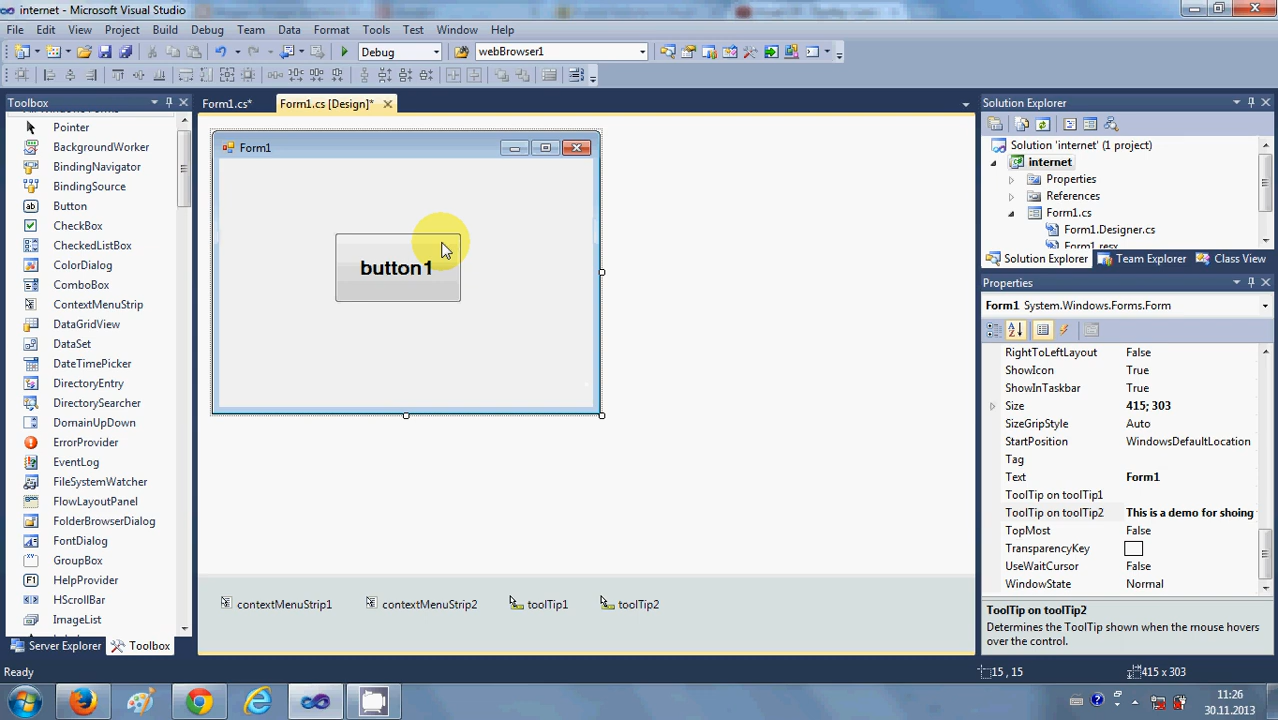 internet - Microsoft Visual Studio
File Edit View Project Build Debug Team Data Format Tools Test Window Help
Debug webBrowser1
Toolbox
Form1.cs* Form1.cs [Design]*
Solution Explorer
Pointer
BackgroundWorker
BindingNavigator
BindingSource
Button
CheckBox
CheckedListBox
ColorDialog
ComboBox
ContextMenuStrip
DataGridView
DataSet
DateTimePicker
DirectoryEntry
DirectorySearcher
DomainUpDown
ErrorProvider
EventLog
FileSystemWatcher
FlowLayoutPanel
FolderBrowserDialog
FontDialog
GroupBox
HelpProvider
HScrollBar
ImageList
Server Explorer Toolbox
Form1
button1
contextMenuStrip1 contextMenuStrip2 toolTip1 toolTip2
Solution 'internet' (1 project)
internet
Properties
References
Form1.cs
Form1.Designer.cs
Form1.resx
Solution Explorer Team Explorer Class View
Properties
Form1 System.Windows.Forms.Form
RightToLeftLayout False
ShowIcon True
ShowInTaskbar True
Size 415; 303
SizeGripStyle Auto
StartPosition WindowsDefaultLocation
Tag
Text Form1
ToolTip on toolTip1
ToolTip on toolTip2 This is a demo for shoing
TopMost False
TransparencyKey
UseWaitCursor False
WindowState Normal
ToolTip on toolTip2
Determines the ToolTip shown when the mouse hovers
over the control.
Ready 15 , 15 415 x 303
11:26
30.11.2013